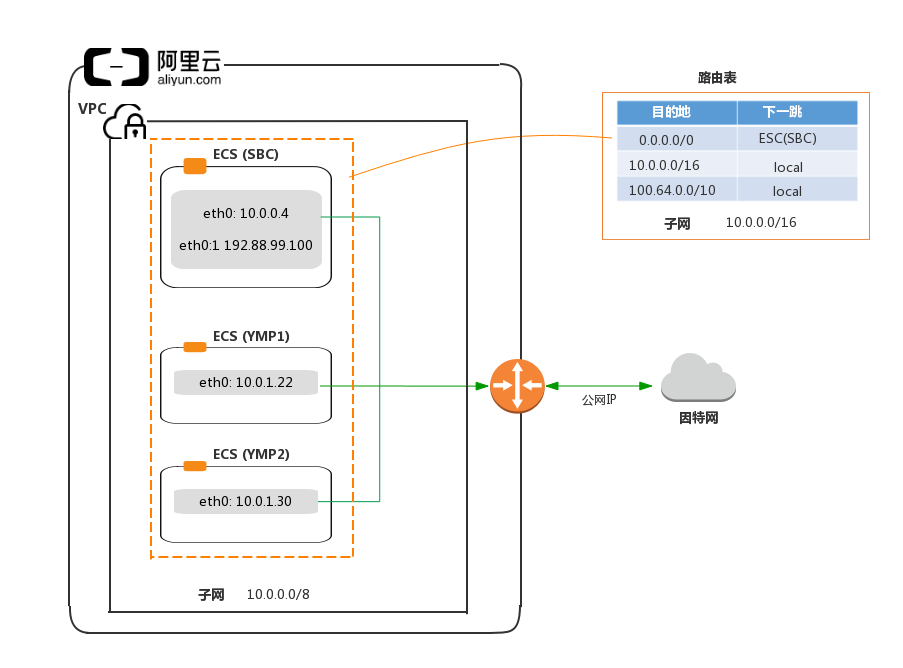 阿里云
aliyun.com
VPC
ECS (SBC)
eth0: 10.0.0.4
eth0:1 192.88.99.100
ECS (YMP1)
eth0: 10.0.1.22
ECS (YMP2)
eth0: 10.0.1.30
子网 10.0.0.0/8
路由表
目的地 下一跳
0.0.0.0/0 ESC(SBC)
10.0.0.0/16 local
100.64.0.0/10 local
子网 10.0.0.0/16
公网IP
因特网